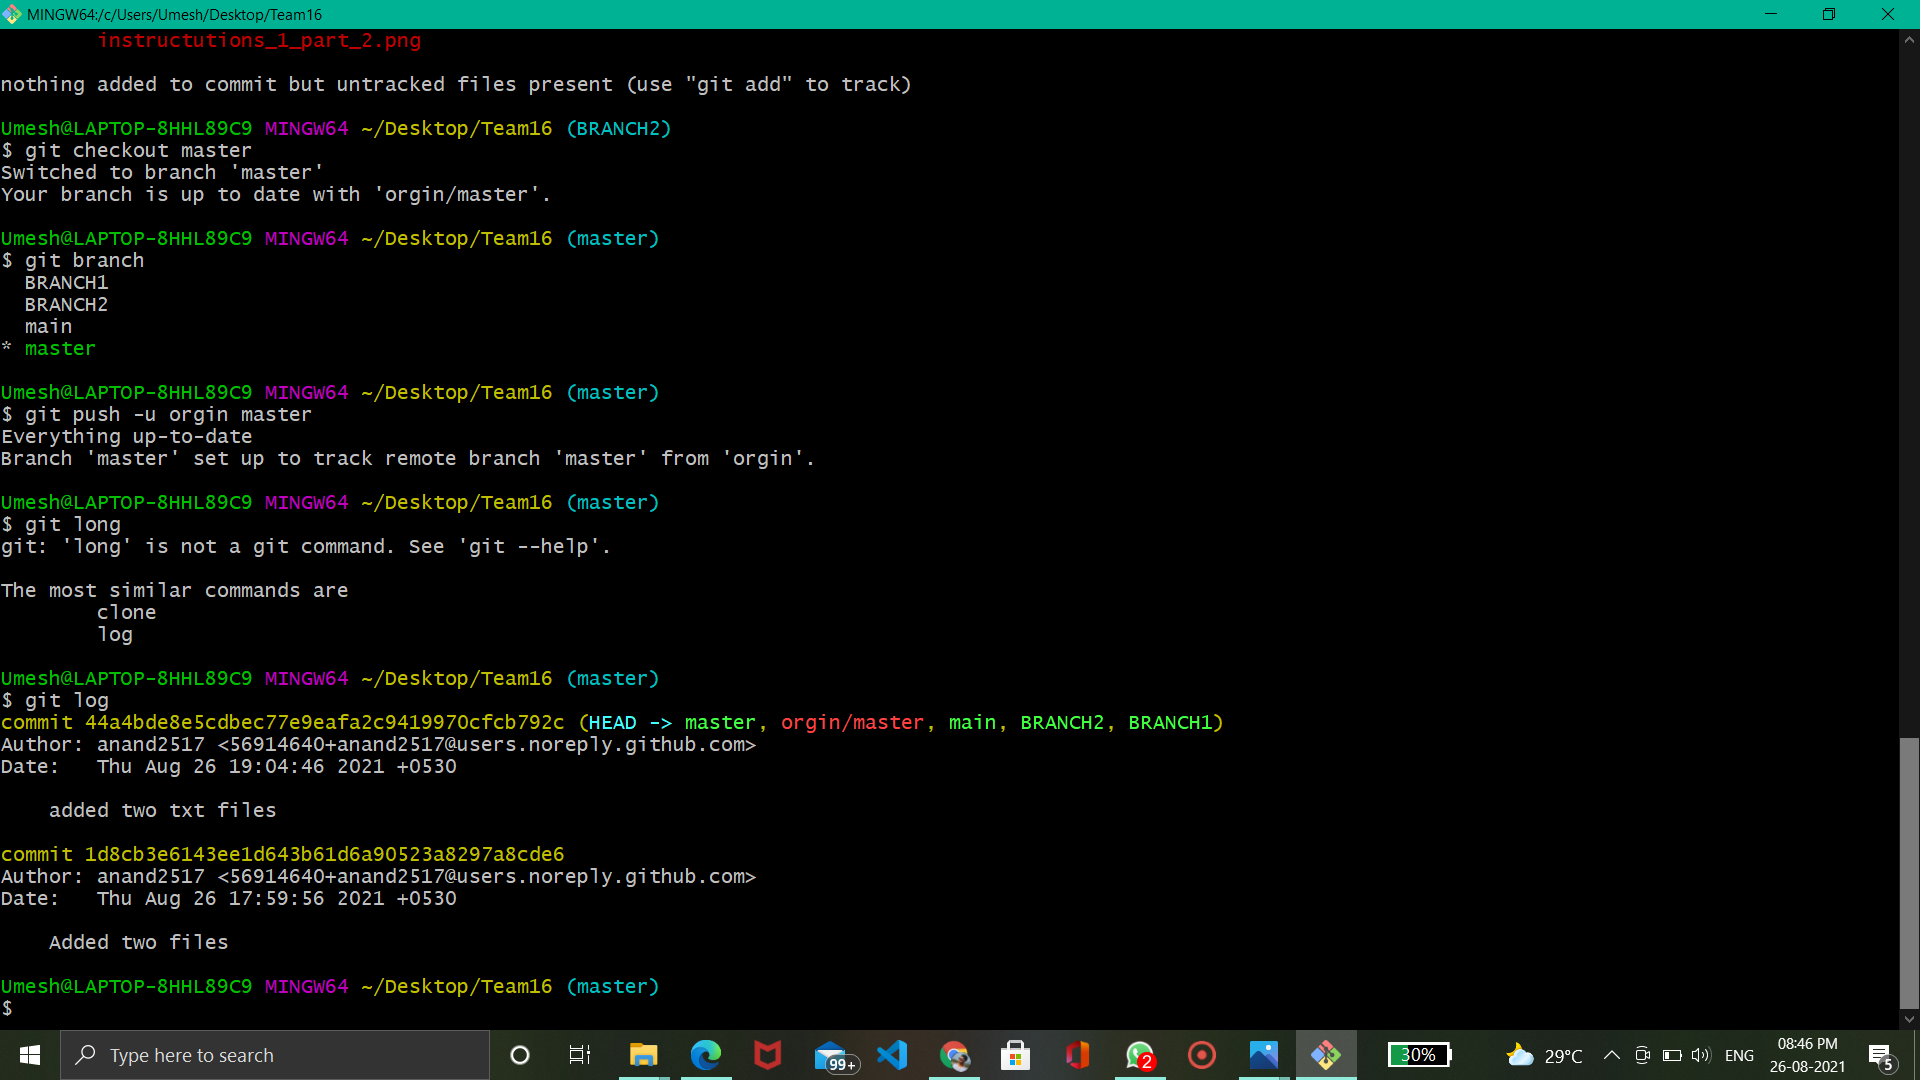 MINGW64:/c/Users/Umesh/Desktop/Team16
instructutions_1_part_2.png
nothing added to commit but untracked files present (use "git add" to track)
Umesh@LAPTOP-8HHL89C9 MINGW64 ~/Desktop/Team16 (BRANCH2)
$ git checkout master
Switched to branch 'master'
Your branch is up to date with 'orgin/master'.
Umesh@LAPTOP-8HHL89C9 MINGW64 ~/Desktop/Team16 (master)
$ git branch
BRANCH1
BRANCH2
main
* master
Umesh@LAPTOP-8HHL89C9 MINGW64 ~/Desktop/Team16 (master)
$ git push -u orgin master
Everything up-to-date
Branch 'master' set up to track remote branch 'master' from 'orgin'.
Umesh@LAPTOP-8HHL89C9 MINGW64 ~/Desktop/Team16 (master)
$ git long
git: 'long' is not a git command. See 'git --help'.
The most similar commands are
clone
log
Umesh@LAPTOP-8HHL89C9 MINGW64 ~/Desktop/Team16 (master)
$ git log
commit 44a4bde8e5cdbec77e9eafa2c9419970cfcb792c (HEAD -> master, orgin/master, main, BRANCH2, BRANCH1)
Author: anand2517 <56914640+anand2517@users.noreply.github.com>
Date:   Thu Aug 26 19:04:46 2021 +0530
added two txt files
commit 1d8cb3e6143ee1d643b61d6a90523a8297a8cde6
Author: anand2517 <56914640+anand2517@users.noreply.github.com>
Date:   Thu Aug 26 17:59:56 2021 +0530
Added two files
Umesh@LAPTOP-8HHL89C9 MINGW64 ~/Desktop/Team16 (master)
$
Type here to search
99+
2
30%
29°C
ENG
08:46 PM
26-08-2021
5